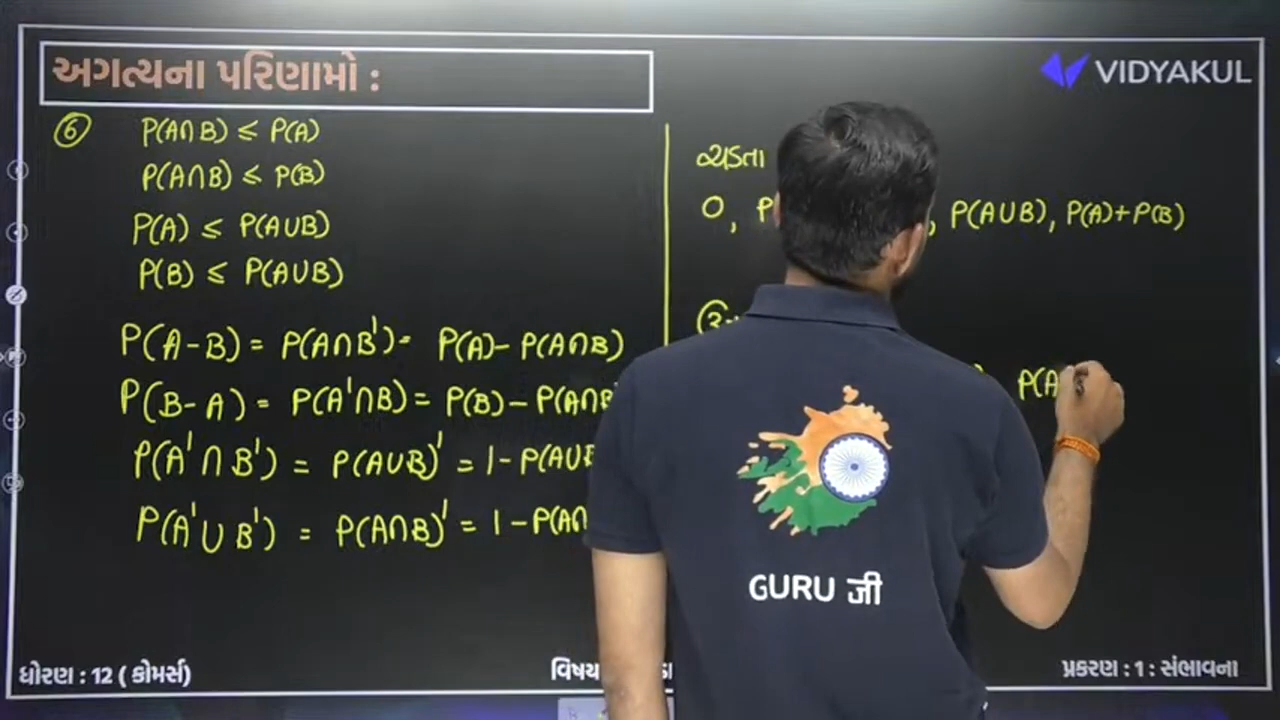 અગત્યના પરિણામો :
VIDYAKUL
⑥ P(A∩B) ≤ P(A)
P(A∩B) ≤ P(B)
P(A) ≤ P(A∪B)
P(B) ≤ P(A∪B)
P(A-B) = P(A∩B') = P(A) - P(A∩B)
P(B-A) = P(A'∩B) = P(B) - P(A∩B
P(A'∩B') = P(A∪B)' = 1 - P(A∪B
P(A'∪B') = P(A∩B)' = 1 - P(A∩
ચડતા
0, P
, P(A∪B), P(A)+P(B)
P(A
GURU जी
ધોરણ : 12 ( કોમર્સ)
વિષય
પ્રકરણ : 1 : સંભાવના